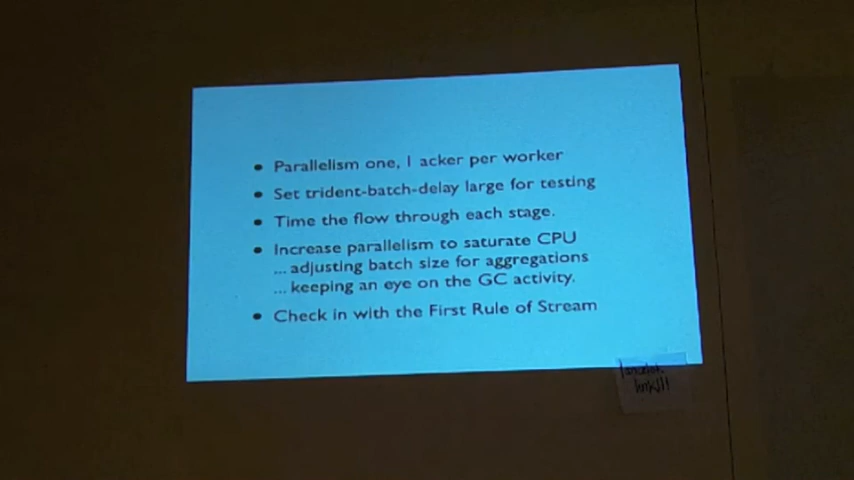 • Parallelism one, 1 acker per worker
• Set trident-batch-delay large for testing
• Time the flow through each stage.
• Increase parallelism to saturate CPU
... adjusting batch size for aggregations
... keeping an eye on the GC activity.
• Check in with the First Rule of Stream